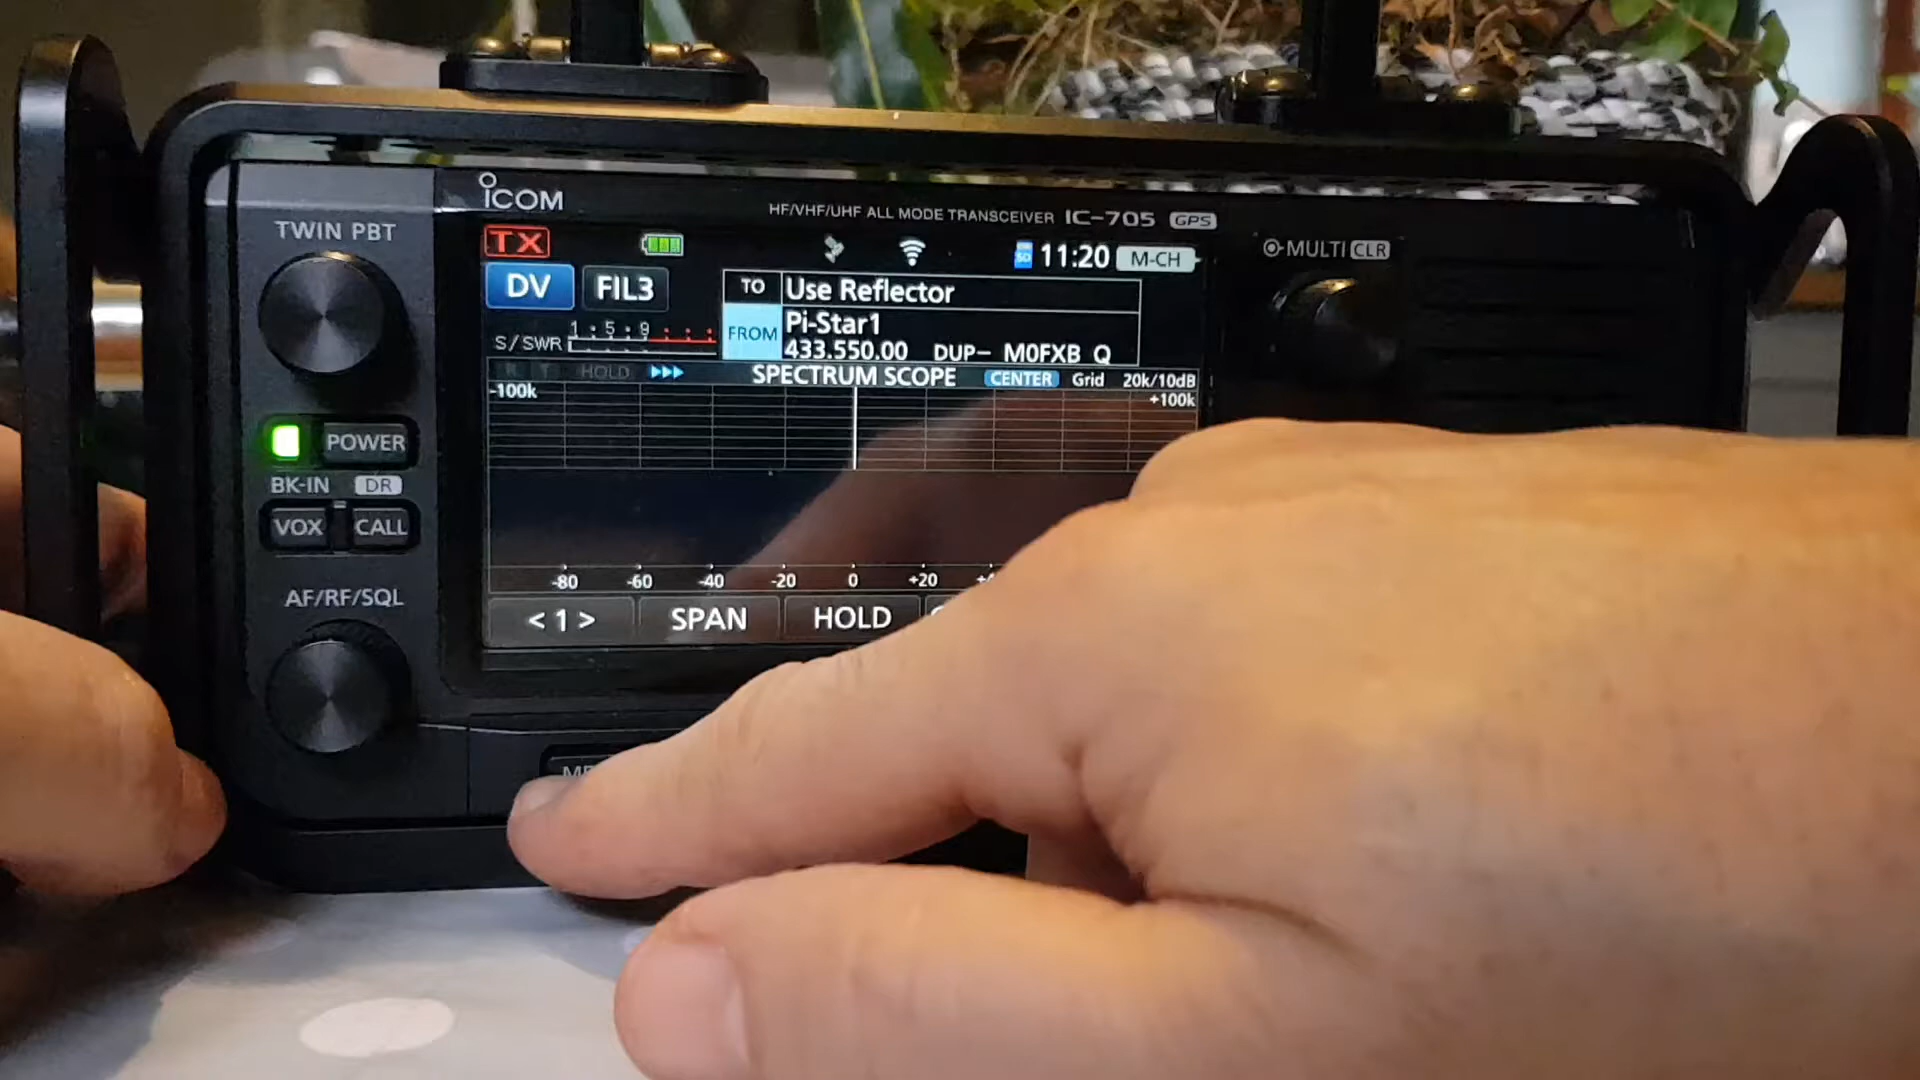 ICOM
HF/VHF/UHF ALL MODE TRANSCEIVER IC-705 GPS
TWIN PBT
MULTI CLR
TX
11:20 M-CH
DV FIL3
TO Use Reflector
FROM Pi-Star1
433.550.00 DUP- M0FXB Q
S/SWR 1 5 9
HOLD SPECTRUM SCOPE CENTER Grid 20k/10dB
-100k +100k
POWER
BK-IN DR
VOX CALL
-80 -60 -40 -20 0 +20
AF/RF/SQL
< 1 > SPAN HOLD